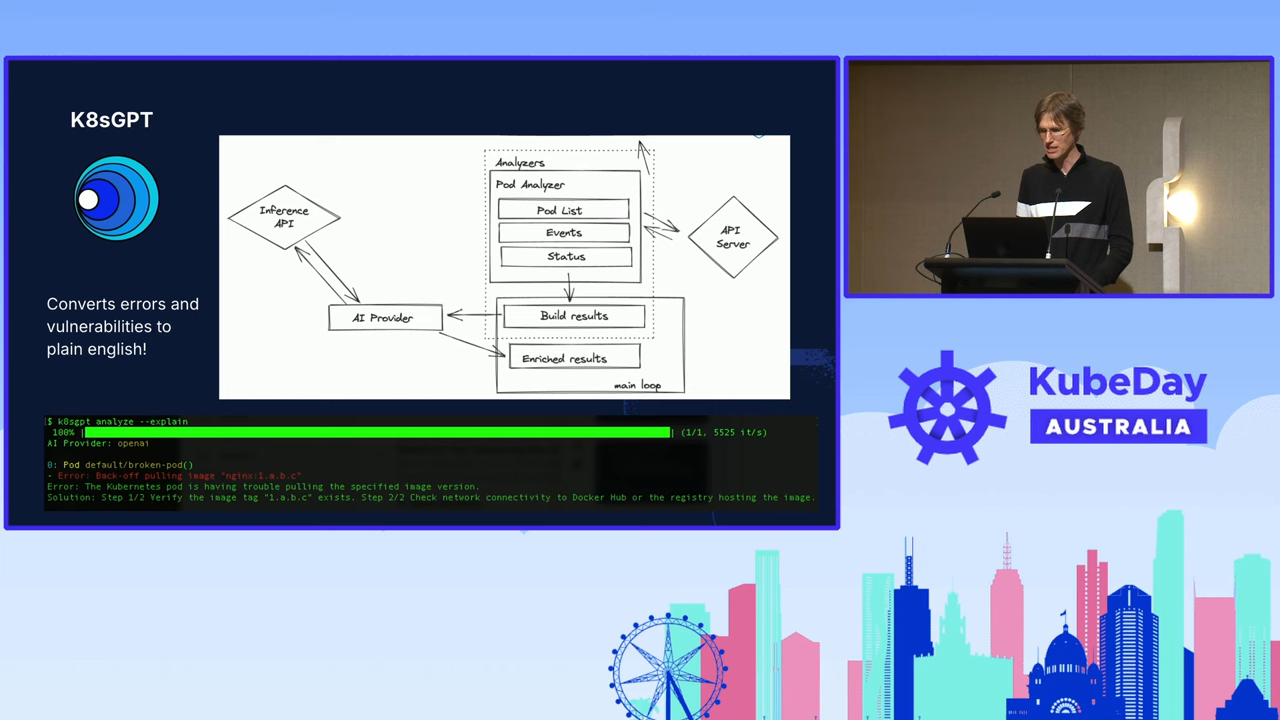 K8sGPT
Converts errors and
vulnerabilities to
plain english!
Inference
API
AI Provider
Analyzers
Pod Analyzer
Pod List
Events
Status
Build results
Enriched results
main loop
API
Server
$ k8sgpt analyze --explain
100% | | (1/1, 5525 it/s)
AI Provider: openai
0: Pod default/broken-pod()
- Error: Back-off pulling image "nginx:1.a.b.c"
Error: The Kubernetes pod is having trouble pulling the specified image version.
Solution: Step 1/2 Verify the image tag "1.a.b.c" exists. Step 2/2 Check network connectivity to Docker Hub or the registry hosting the image.
KubeDay
AUSTRALIA